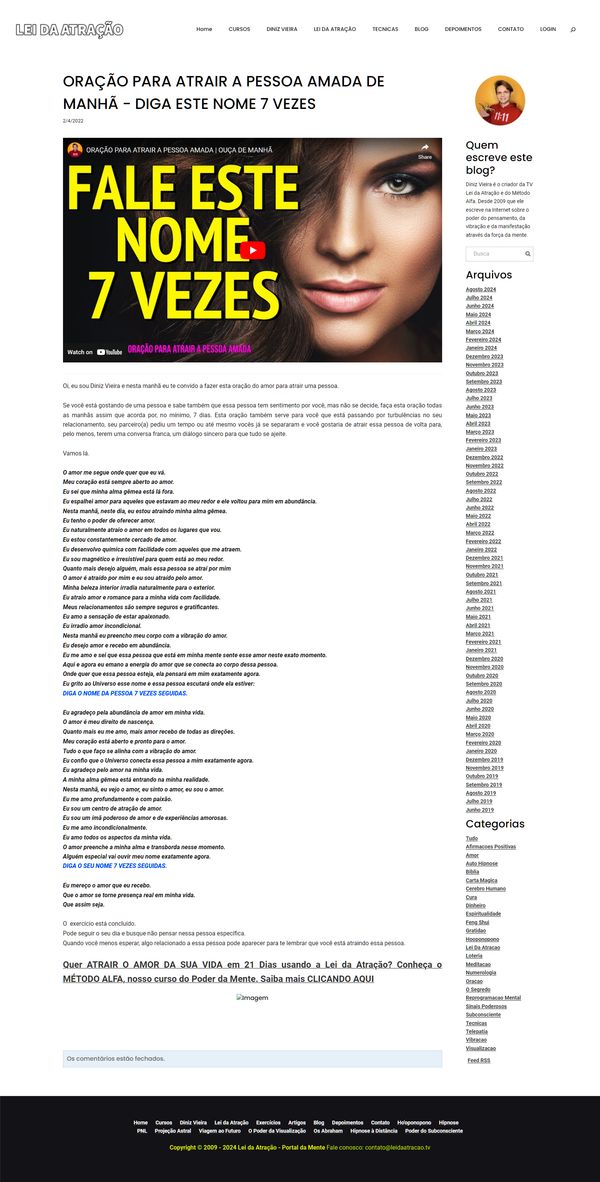 LEI DA ATRAÇÃO
Home CURSOS DINIZ VIEIRA LEI DA ATRAÇÃO TECNICAS BLOG DEPOIMENTOS CONTATO LOGIN
ORAÇÃO PARA ATRAIR A PESSOA AMADA DE
MANHÃ - DIGA ESTE NOME 7 VEZES
2/4/2022
ORAÇÃO PARA ATRAIR A PESSOA AMADA | OUÇA DE MANHÃ
Share
FALE ESTE
NOME
7 VEZES
Watch on YouTube
ORAÇÃO PARA ATRAIR A PESSOA AMADA
Oi, eu sou Diniz Vieira e nesta manhã eu te convido a fazer esta oração do amor para atrair uma pessoa.
Se você está gostando de uma pessoa e sabe também que essa pessoa tem sentimento por você, mas não se decide, faça esta oração todas
as manhãs assim que acorda por, no mínimo, 7 dias. Esta oração também serve para você que está passando por turbulências no seu
relacionamento, seu parceiro(a) pediu um tempo ou até mesmo vocês já se separaram e você gostaria de atrair essa pessoa de volta para,
pelo menos, terem uma conversa franca, um diálogo sincero para que tudo se ajeite.
Vamos lá.
O amor me segue onde quer que eu vá.
Meu coração está sempre aberto ao amor.
Eu sei que minha alma gêmea está lá fora.
Eu espalhei amor para aqueles que estavam ao meu redor e ele voltou para mim em abundância.
Nesta manhã, neste dia, eu estou atraindo minha alma gêmea.
Eu tenho o poder de oferecer amor.
Eu naturalmente atraio o amor em todos os lugares que vou.
Eu estou constantemente cercado de amor.
Eu desenvolvo química com facilidade com aqueles que me atraem.
Eu sou magnético e irresistível para quem está ao meu redor.
Quanto mais desejo alguém, mais essa pessoa se atrai por mim
O amor é atraído por mim e eu sou atraído pelo amor.
Minha beleza interior irradia naturalmente para o exterior.
Eu atraio amor e romance para a minha vida com facilidade.
Meus relacionamentos são sempre seguros e gratificantes.
Eu amo a sensação de estar apaixonado.
Eu irradio amor incondicional.
Nesta manhã eu preencho meu corpo com a vibração do amor.
Eu desejo amor e recebo em abundância.
Eu me amo e sei que essa pessoa que está em minha mente sente esse amor neste exato momento.
Aqui e agora eu emano a energia do amor que se conecta ao corpo dessa pessoa.
Onde quer que essa pessoa esteja, ela pensará em mim exatamente agora.
Eu grito ao Universo esse nome e essa pessoa escutará onde ela estiver:
DIGA O NOME DA PESSOA 7 VEZES SEGUIDAS.
Eu agradeço pela abundância de amor em minha vida.
O amor é meu direito de nascença.
Quanto mais eu me amo, mais amor recebo de todas as direções.
Meu coração está aberto e pronto para o amor.
Tudo o que faço se alinha com a vibração do amor.
Eu confio que o Universo conecta essa pessoa a mim exatamente agora.
Eu agradeço pelo amor na minha vida.
A minha alma gêmea está entrando na minha realidade.
Nesta manhã, eu vejo o amor, eu sinto o amor, eu sou o amor.
Eu me amo profundamente e com paixão.
Eu sou um centro de atração de amor.
Eu sou um imã poderoso de amor e de experiências amorosas.
Eu me amo incondicionalmente.
Eu amo todos os aspectos da minha vida.
O amor preenche a minha alma e transborda nesse momento.
Alguém especial vai ouvir meu nome exatamente agora.
DIGA O SEU NOME 7 VEZES SEGUIDAS.
Eu mereço o amor que eu recebo.
Que o amor se torne presença real em minha vida.
Que assim seja.
O exercício está concluído.
Pode seguir o seu dia e busque não pensar nessa pessoa específica.
Quando você menos esperar, algo relacionado a essa pessoa pode aparecer para te lembrar que você está atraindo essa pessoa.
Quer ATRAIR O AMOR DA SUA VIDA em 21 Dias usando a Lei da Atração? Conheça o
MÉTODO ALFA, nosso curso do Poder da Mente. Saiba mais CLICANDO AQUI
Imagem
Os comentários estão fechados.
11:11
Quem
escreve este
blog?
Diniz Vieira é o criador da TV
Lei da Atração e do Método
Alfa. Desde 2009 que ele
escreve na Internet sobre o
poder do pensamento, da
vibração e da manifestação
através da força da mente.
Busca
Arquivos
Agosto 2024
Julho 2024
Junho 2024
Maio 2024
Abril 2024
Março 2024
Fevereiro 2024
Janeiro 2024
Dezembro 2023
Novembro 2023
Outubro 2023
Setembro 2023
Agosto 2023
Julho 2023
Junho 2023
Maio 2023
Abril 2023
Março 2023
Fevereiro 2023
Janeiro 2023
Dezembro 2022
Novembro 2022
Outubro 2022
Setembro 2022
Agosto 2022
Julho 2022
Junho 2022
Maio 2022
Abril 2022
Março 2022
Fevereiro 2022
Janeiro 2022
Dezembro 2021
Novembro 2021
Outubro 2021
Setembro 2021
Agosto 2021
Julho 2021
Junho 2021
Maio 2021
Abril 2021
Março 2021
Fevereiro 2021
Janeiro 2021
Dezembro 2020
Novembro 2020
Outubro 2020
Setembro 2020
Agosto 2020
Julho 2020
Junho 2020
Maio 2020
Abril 2020
Março 2020
Fevereiro 2020
Janeiro 2020
Dezembro 2019
Novembro 2019
Outubro 2019
Setembro 2019
Agosto 2019
Julho 2019
Junho 2019
Categorias
Tudo
Afirmacoes Positivas
Amor
Auto Hipnose
Biblia
Carta Magica
Cerebro Humano
Cura
Dinheiro
Espiritualidade
Feng Shui
Gratidao
Hooponopono
Lei Da Atracao
Loteria
Meditacao
Numerologia
Oracao
O Segredo
Reprogramacao Mental
Sinais Poderosos
Subconsciente
Tecnicas
Telepatia
Vibracao
Visualizacao
Feed RSS
Home Cursos Diniz Vieira Lei da Atração Exercícios Artigos Blog Depoimentos Contato Ho'oponopono Hipnose
PNL Projeção Astral Viagem ao Futuro O Poder da Visualização Os Abraham Hipnose à Distância Poder do Subconsciente
Copyright © 2009 - 2024 Lei da Atração - Portal da Mente Fale conosco: contato@leidaatracao.tv